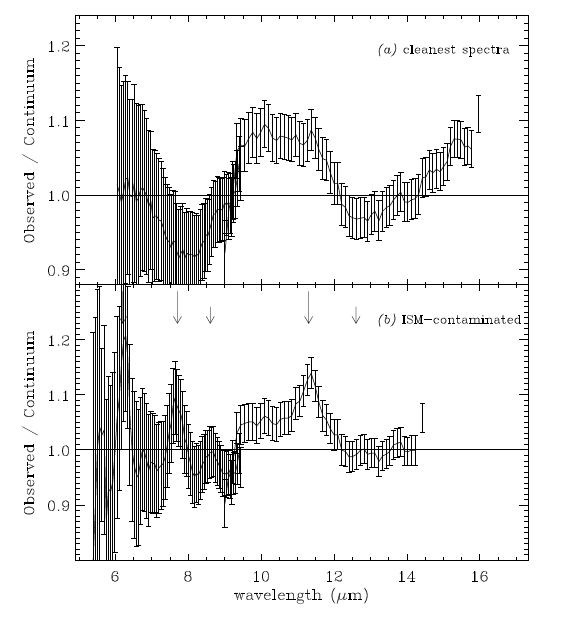 (a) cleanest spectra
1.2
1.1
1.0
0.9
Observed / Continuum
(b) ISM-contaminated
1.2
1.1
1.0
0.9
Observed / Continuum
6 8 10 12 14 16
wavelength (μm)